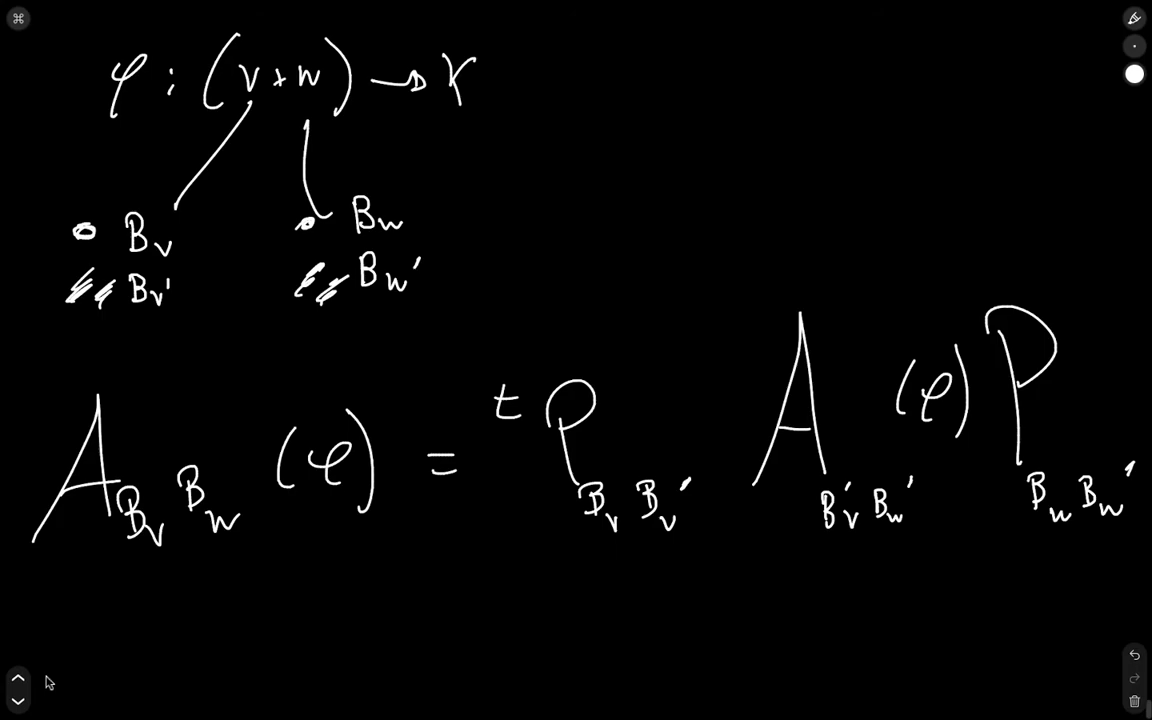 φ : (V × W) → K
B_V B_W
B_V' B_W'
A_{B_V B_W} (φ) = ^tP_{B_V B_V'} A_{B_V' B_W'} (φ) P_{B_W B_W'}